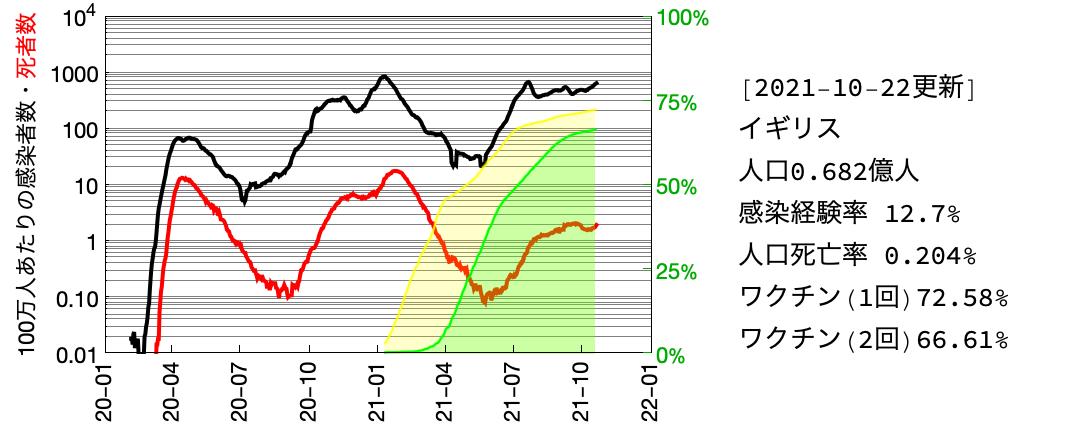 100万人あたりの感染者数・死者数
10^4
1000
100
10
1
0.10
0.01
100%
75%
50%
25%
0%
20-01
20-04
20-07
20-10
21-01
21-04
21-07
21-10
22-01
[2021-10-22更新]
イギリス
人口0.682億人
感染経験率 12.7%
人口死亡率 0.204%
ワクチン(1回)72.58%
ワクチン(2回)66.61%